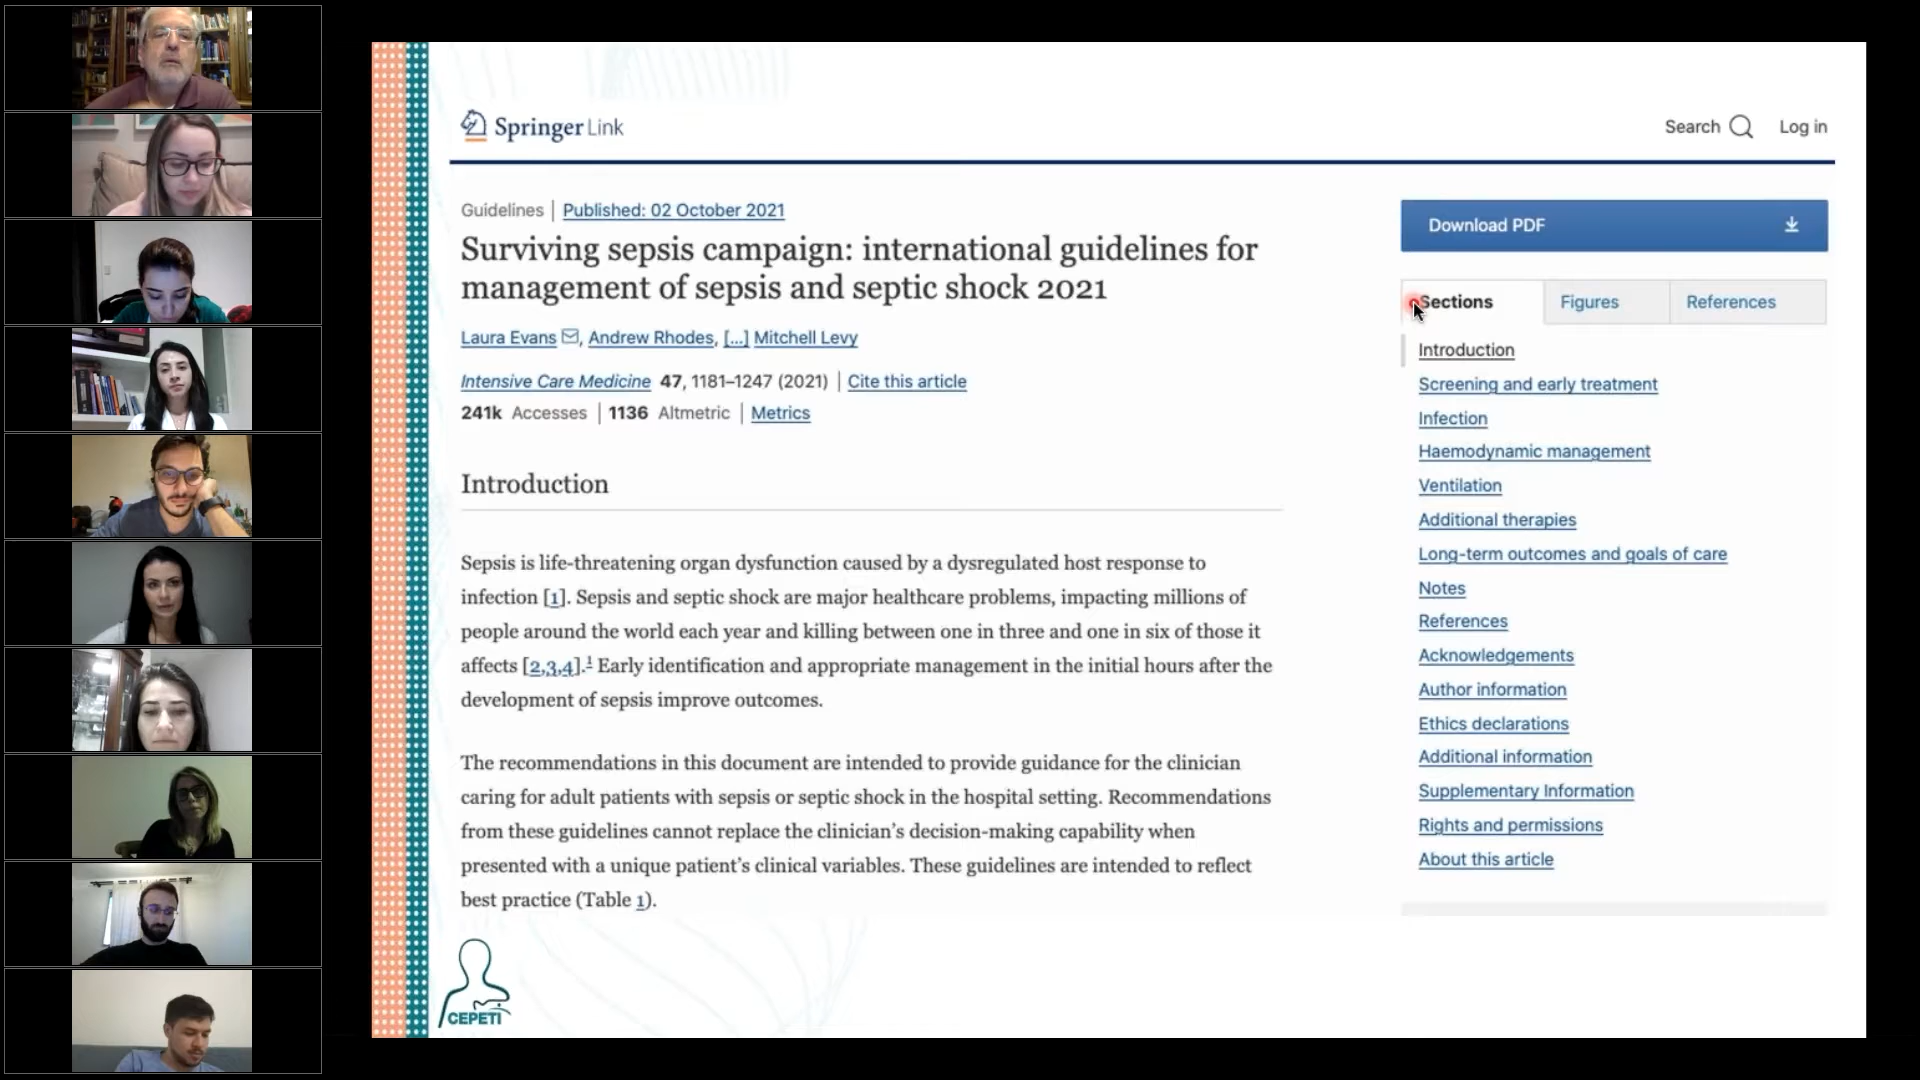 Springer Link
Search
Log in
Guidelines | Published: 02 October 2021
Surviving sepsis campaign: international guidelines for
management of sepsis and septic shock 2021
Laura Evans, Andrew Rhodes, [...] Mitchell Levy
Intensive Care Medicine 47, 1181–1247 (2021) | Cite this article
241k Accesses | 1136 Altmetric | Metrics
Introduction
Sepsis is life-threatening organ dysfunction caused by a dysregulated host response to
infection [1]. Sepsis and septic shock are major healthcare problems, impacting millions of
people around the world each year and killing between one in three and one in six of those it
affects [2,3,4].1 Early identification and appropriate management in the initial hours after the
development of sepsis improve outcomes.
The recommendations in this document are intended to provide guidance for the clinician
caring for adult patients with sepsis or septic shock in the hospital setting. Recommendations
from these guidelines cannot replace the clinician's decision-making capability when
presented with a unique patient's clinical variables. These guidelines are intended to reflect
best practice (Table 1).
Download PDF
Sections
Figures
References
Introduction
Screening and early treatment
Infection
Haemodynamic management
Ventilation
Additional therapies
Long-term outcomes and goals of care
Notes
References
Acknowledgements
Author information
Ethics declarations
Additional information
Supplementary Information
Rights and permissions
About this article
CEPETI